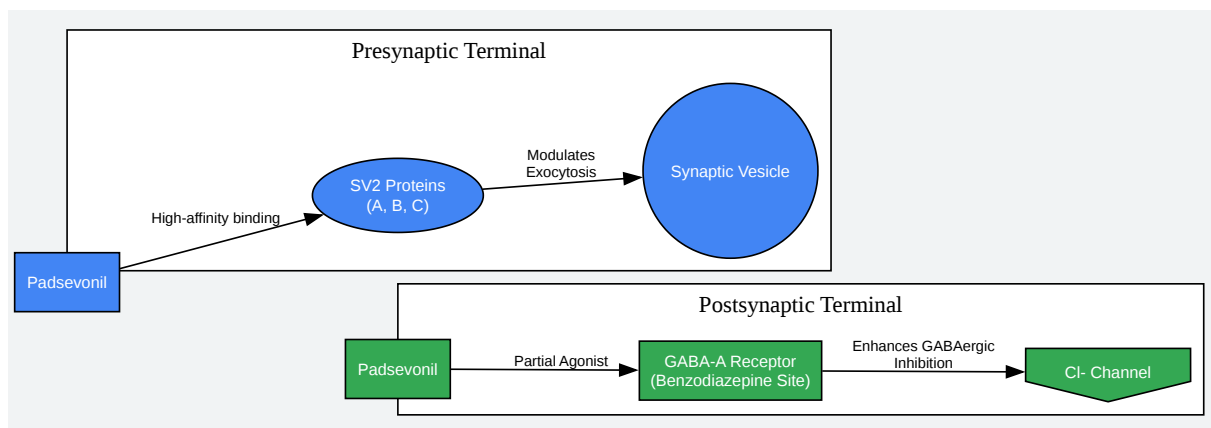 Presynaptic Terminal
Padsevonil
High-affinity binding
SV2 Proteins
(A, B, C)
Modulates
Exocytosis
Synaptic Vesicle
Postsynaptic Terminal
Padsevonil
Partial Agonist
GABA-A Receptor
(Benzodiazepine Site)
Enhances GABAergic
Inhibition
Cl- Channel